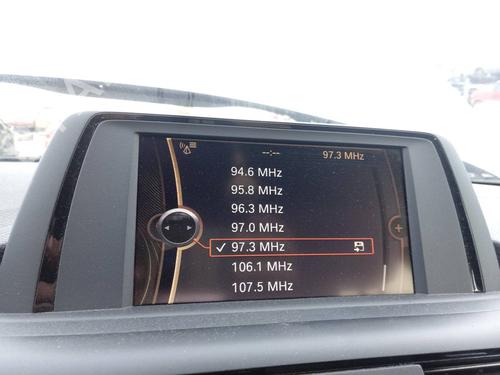 --:-- 97.3 MHz
94.6 MHz
95.8 MHz
96.3 MHz
97.0 MHz
✓ 97.3 MHz
106.1 MHz
107.5 MHz